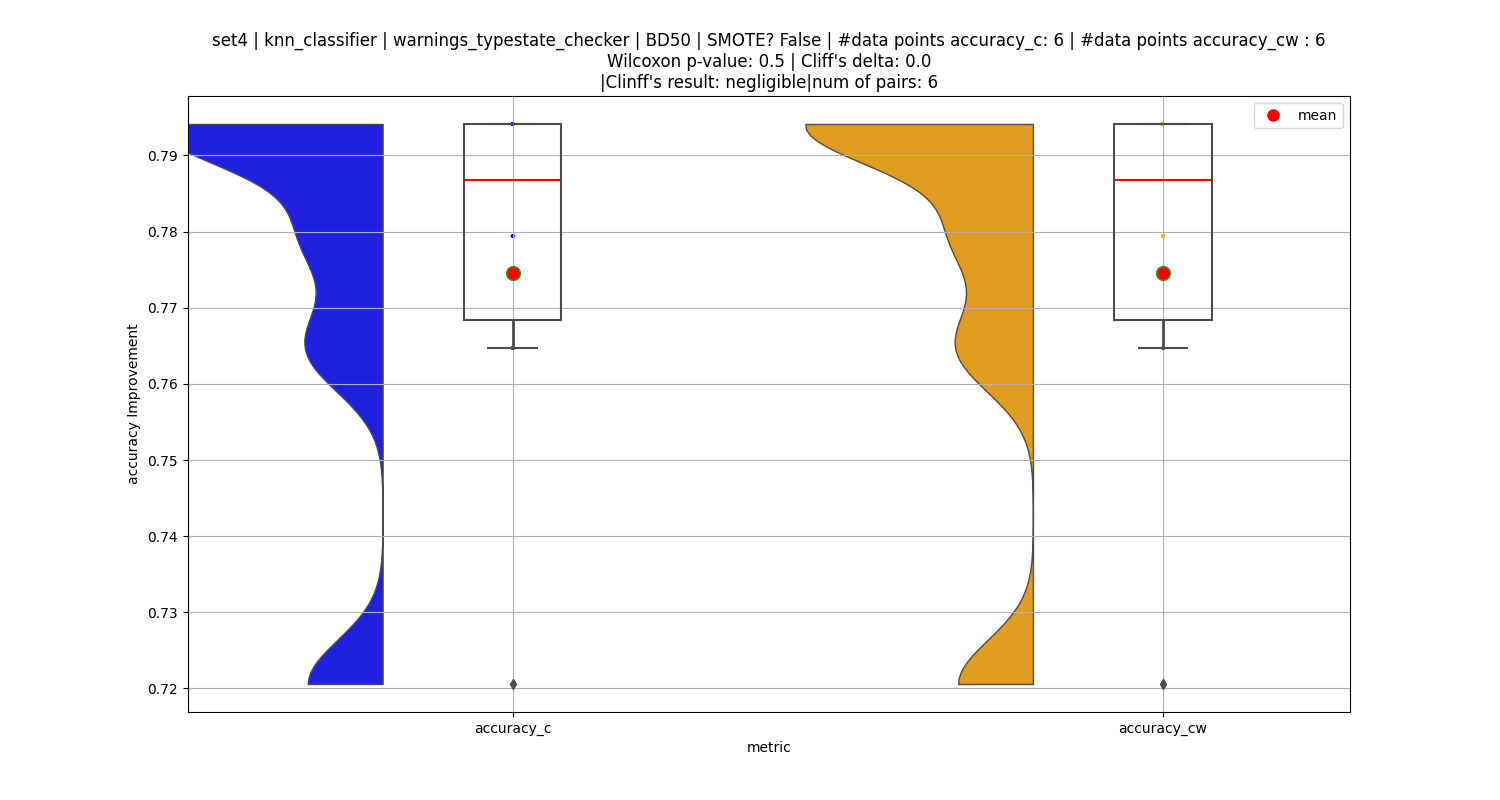 set4 | knn_classifier | warnings_typestate_checker | BD50 | SMOTE? False | #data points accuracy_c: 6 | #data points accuracy_cw : 6
Wilcoxon p-value: 0.5 | Cliff's delta: 0.0
|Clinff's result: negligible|num of pairs: 6
mean
0.79
0.78
0.77
0.76
0.75
0.74
0.73
0.72
accuracy Improvement
accuracy_c
accuracy_cw
metric